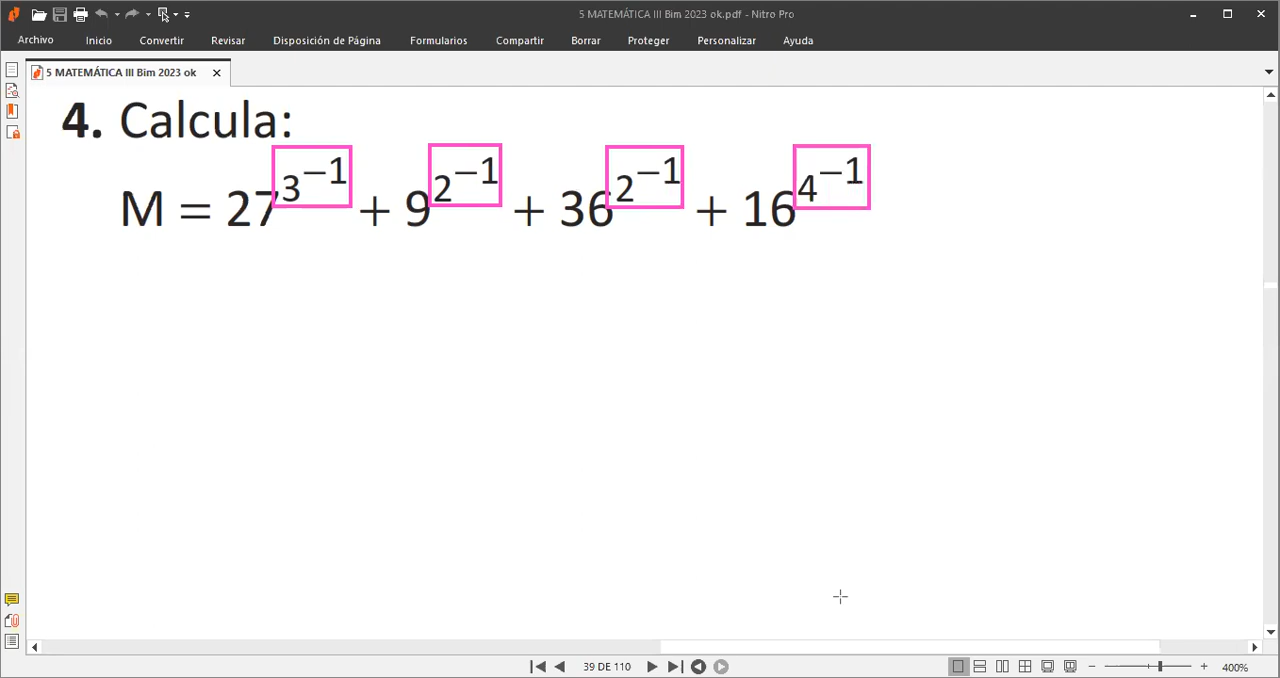 5 MATEMÁTICA III Bim 2023 ok.pdf - Nitro Pro
Archivo Inicio Convertir Revisar Disposición de Página Formularios Compartir Borrar Proteger Personalizar Ayuda
5 MATEMÁTICA III Bim 2023 ok
4. Calcula:
M = 27^{3^{-1}} + 9^{2^{-1}} + 36^{2^{-1}} + 16^{4^{-1}}
39 DE 110
400%